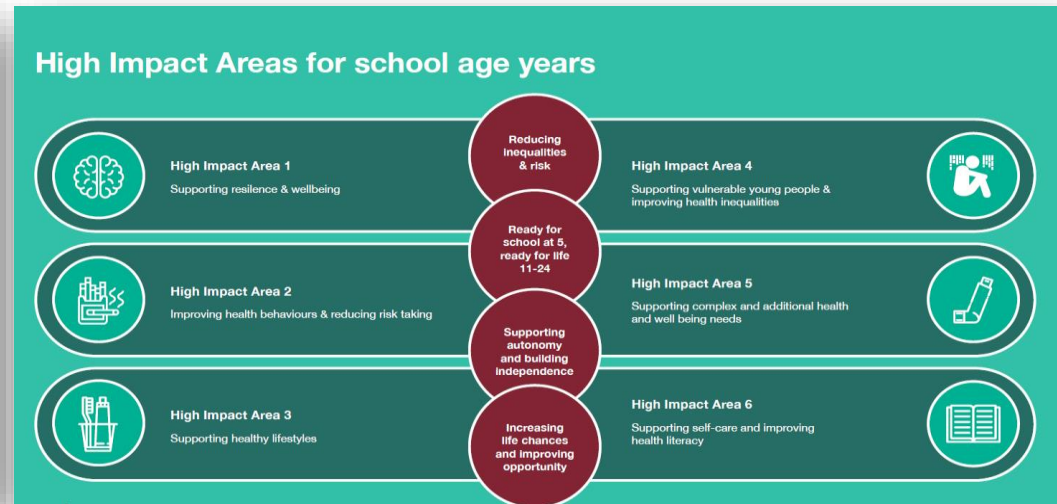 High Impact Areas for school age years
High Impact Area 1
Supporting resilence & wellbeing
High Impact Area 2
Improving health behaviours & reducing risk taking
High Impact Area 3
Supporting healthy lifestyles
Reducing
inequalities
& risk
Ready for
school at 5,
ready for life
11-24
Supporting
autonomy
and building
independence
Increasing
life chances
and improving
opportunity
High Impact Area 4
Supporting vulnerable young people &
improving health inequalities
High Impact Area 5
Supporting complex and additional health
and well being needs
High Impact Area 6
Supporting self-care and improving
health literacy